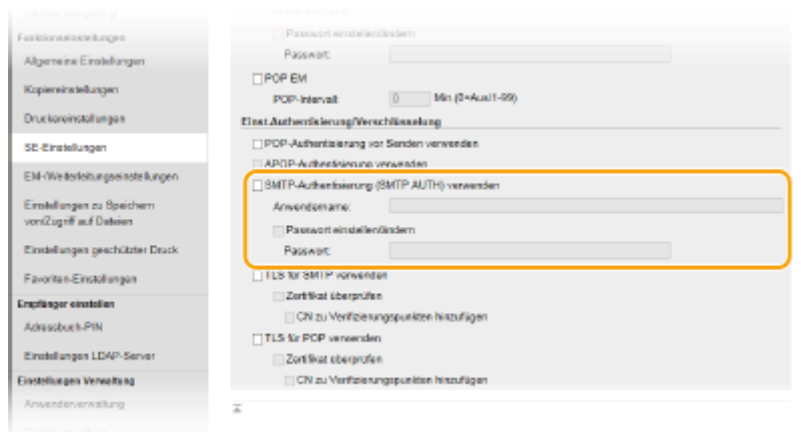 Funktionseinstellungen
Allgemeine Einstellungen
Kopiereinstellungen
Druckereinstellungen
SE-Einstellungen
EM-/Weiterleitungseinstellungen
Einstellungen zu Speichern
von/Zugriff auf Dateien
Einstellungen geschützter Druck
Favoriten-Einstellungen
Empfänger einstellen
Adressbuch-PIN
Einstellungen LDAP-Server
Einstellungen Verwaltung
Anwenderverwaltung
Passwort einstellen/ändern
Passwort:
POP EM
POP-Intervall: 0 Min (0=Aus/1-99)
Einst.Authentisierung/Verschlüsselung
POP-Authentisierung vor Senden verwenden
APOP-Authentisierung verwenden
SMTP-Authentisierung (SMTP AUTH) verwenden
Anwendername:
Passwort einstellen/ändern
Passwort:
TLS für SMTP verwenden
Zertifikat überprüfen
CN zu Verifizierungspunkten hinzufügen
TLS für POP verwenden
Zertifikat überprüfen
CN zu Verifizierungspunkten hinzufügen